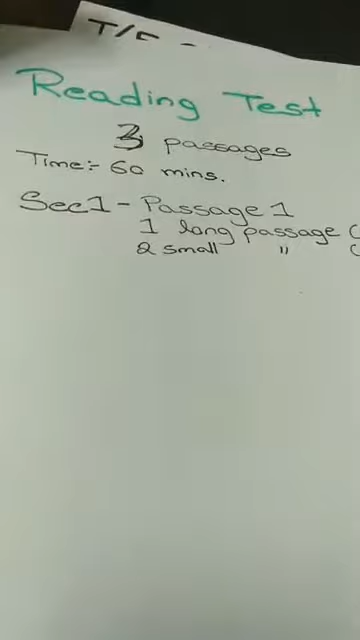 T/F -
Reading Test
3 passages
Time:- 60 mins.
Sec1 - Passage 1
1 long passage (
2 small " (